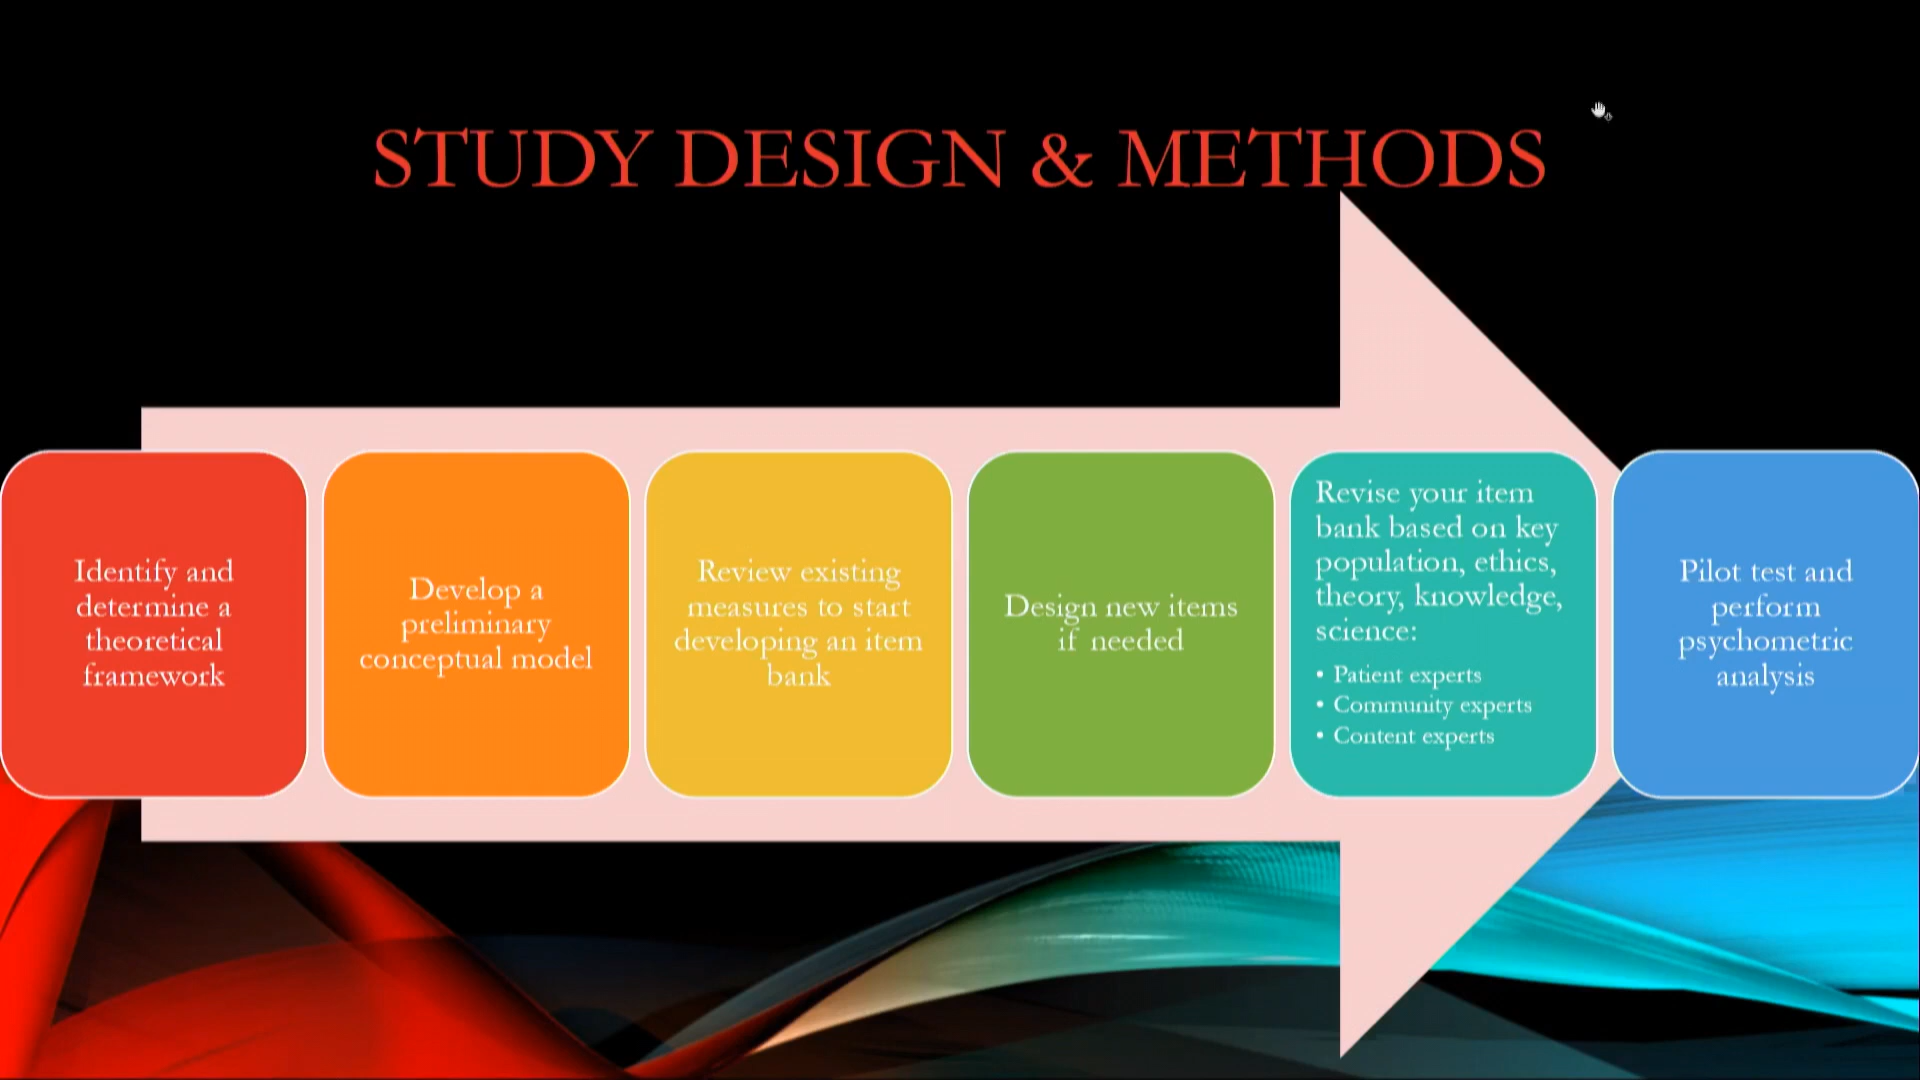 STUDY DESIGN & METHODS
Identify and
determine a
theoretical
framework
Develop a
preliminary
conceptual model
Review existing
measures to start
developing an item
bank
Design new items
if needed
Revise your item
bank based on key
population, ethics,
theory, knowledge,
science:
• Patient experts
• Community experts
• Content experts
Pilot test and
perform
psychometric
analysis